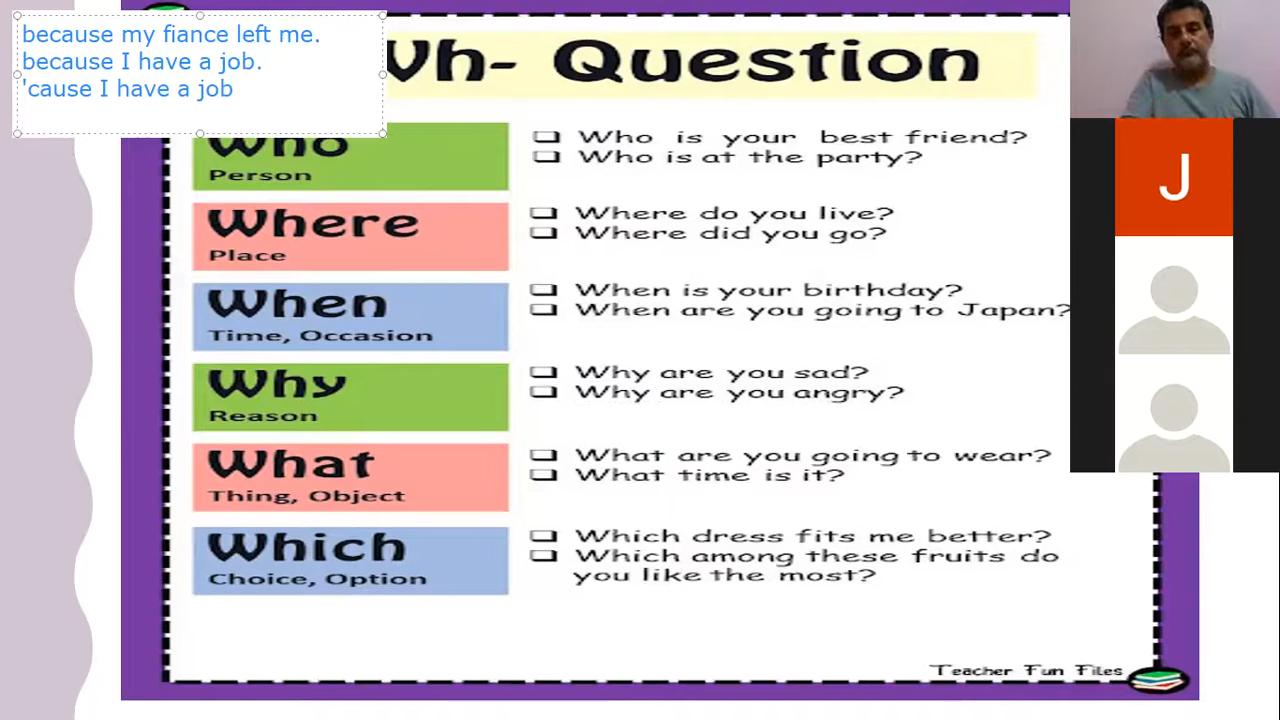 because my fiance left me.
because I have a job.
'cause I have a job
Wh- Question
Who
Person
Who is your best friend?
Who is at the party?
Where
Place
Where do you live?
Where did you go?
When
Time, Occasion
When is your birthday?
When are you going to Japan?
Why
Reason
Why are you sad?
Why are you angry?
What
Thing, Object
What are you going to wear?
What time is it?
Which
Choice, Option
Which dress fits me better?
Which among these fruits do
you like the most?
Teacher Fun Files
J